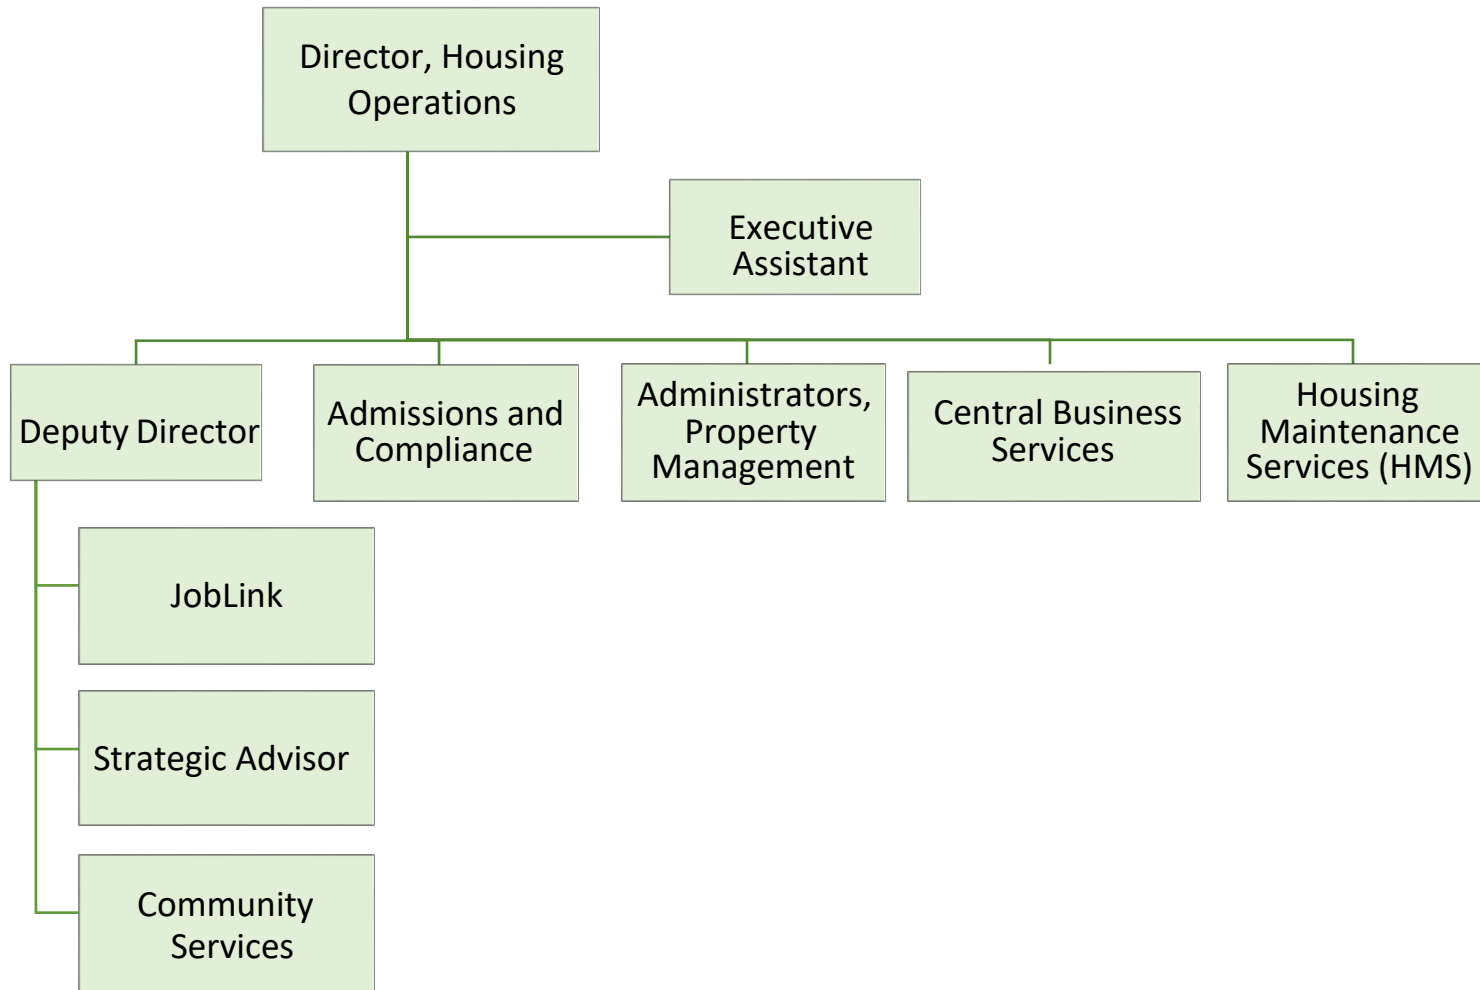 Director, Housing
Operations
Executive
Assistant
Deputy Director
Admissions and
Compliance
Administrators,
Property
Management
Central Business
Services
Housing
Maintenance
Services (HMS)
JobLink
Strategic Advisor
Community
Services